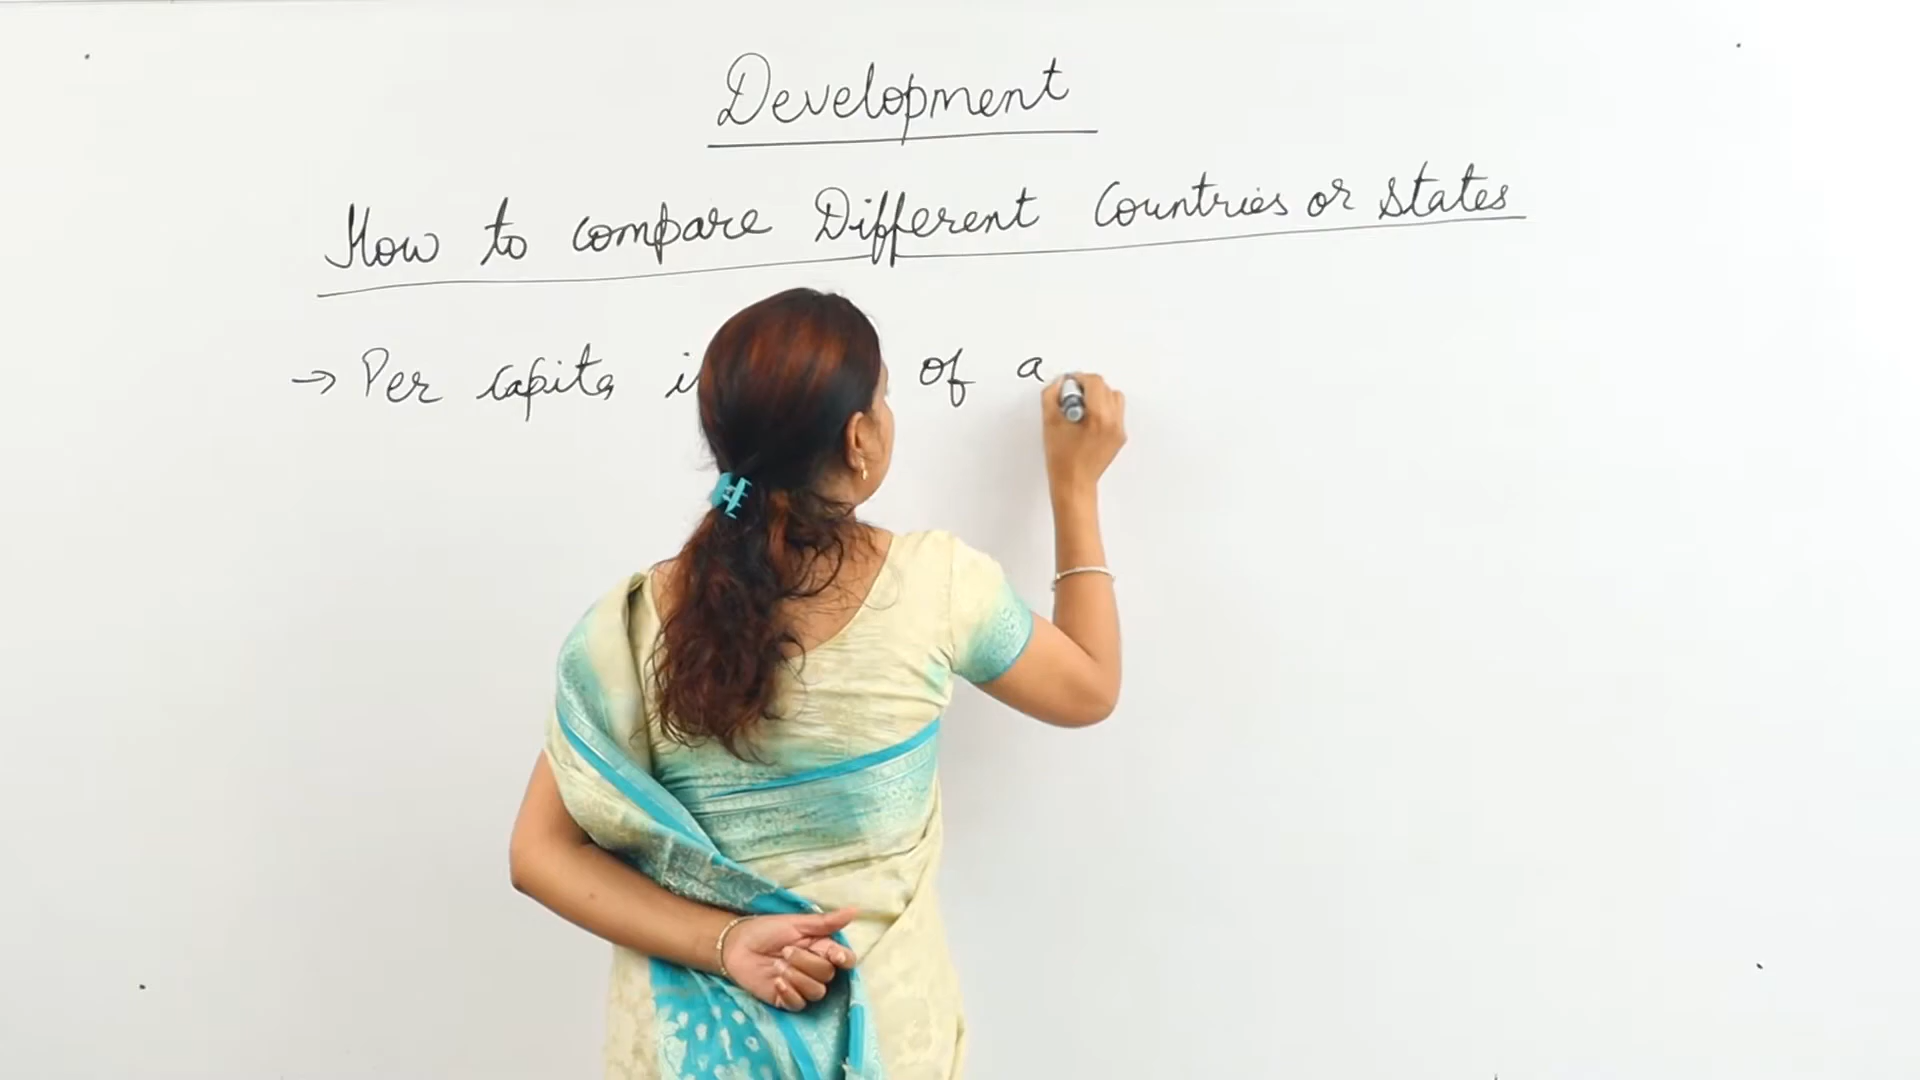 Development
How to compare Different Countries or states
→ Per capita of a